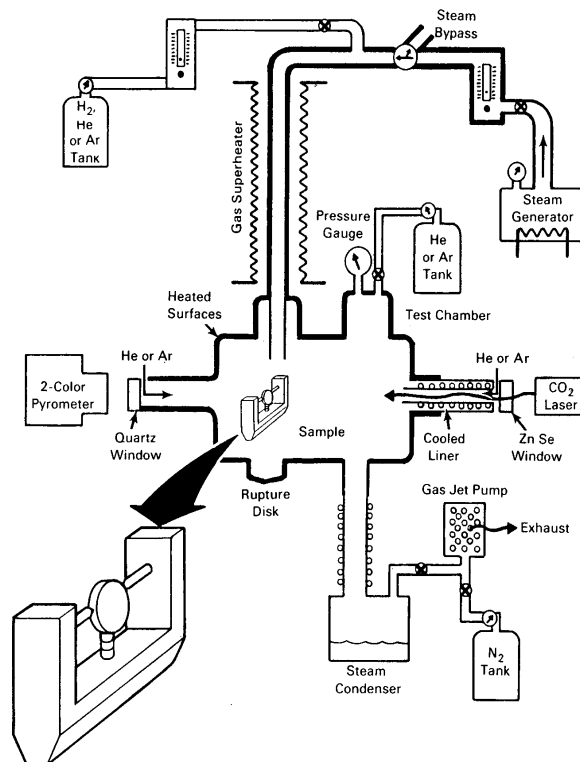 Steam
Bypass
H2,
He
or Ar
Tank
Gas Superheater
Steam
Generator
Pressure
Gauge
He
or Ar
Tank
Heated
Surfaces
Test Chamber
He or Ar
He or Ar
2-Color
Pyrometer
CO2
Laser
Quartz
Window
Sample
Cooled
Liner
Zn Se
Window
Rupture
Disk
Gas Jet Pump
Exhaust
Steam
Condenser
N2
Tank